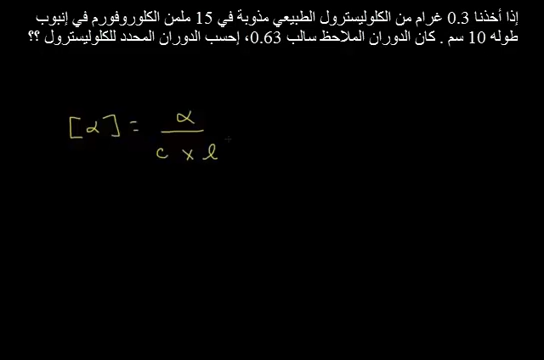 إذا أخذنا 0.3 غرام من الكلوليسترول الطبيعي مذوبة في 15 ملمن الكلوروفورم في إنبوب
طوله 10 سم . كان الدوران الملاحظ سالب 0.63، إحسب الدوران المحدد للكلوليسترول ؟؟
[α] = α / c × l